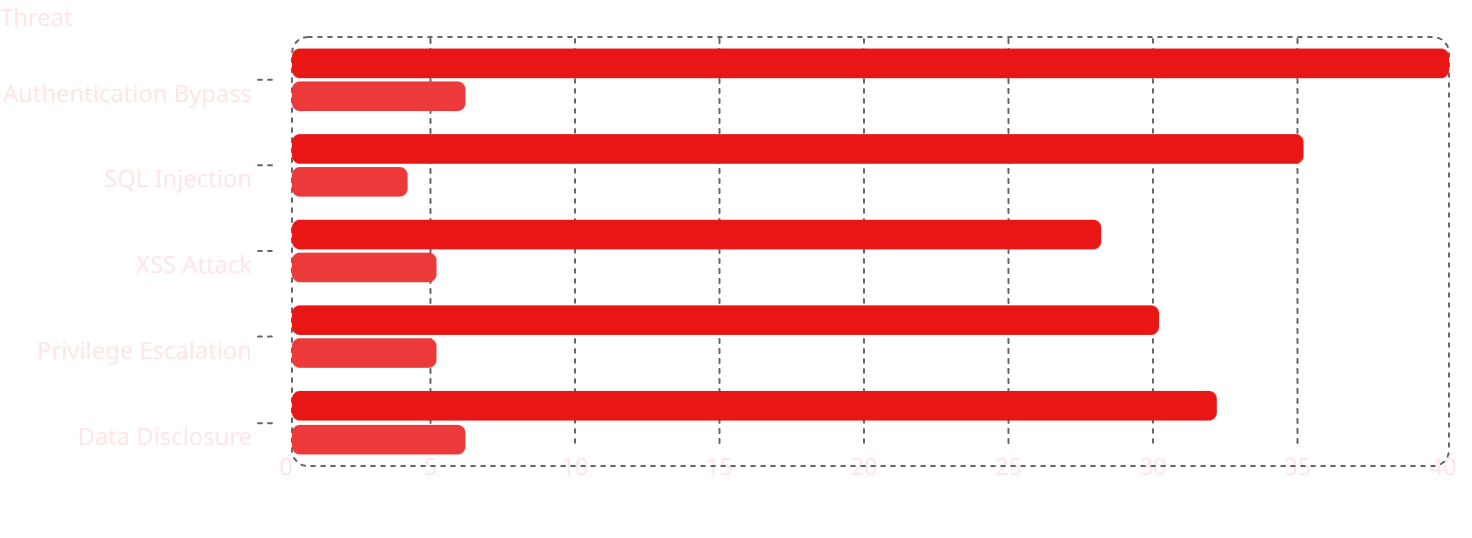 Threat
Authentication Bypass
SQL Injection
XSS Attack
Privilege Escalation
Data Disclosure
0 5 10 15 20 25 30 35 40